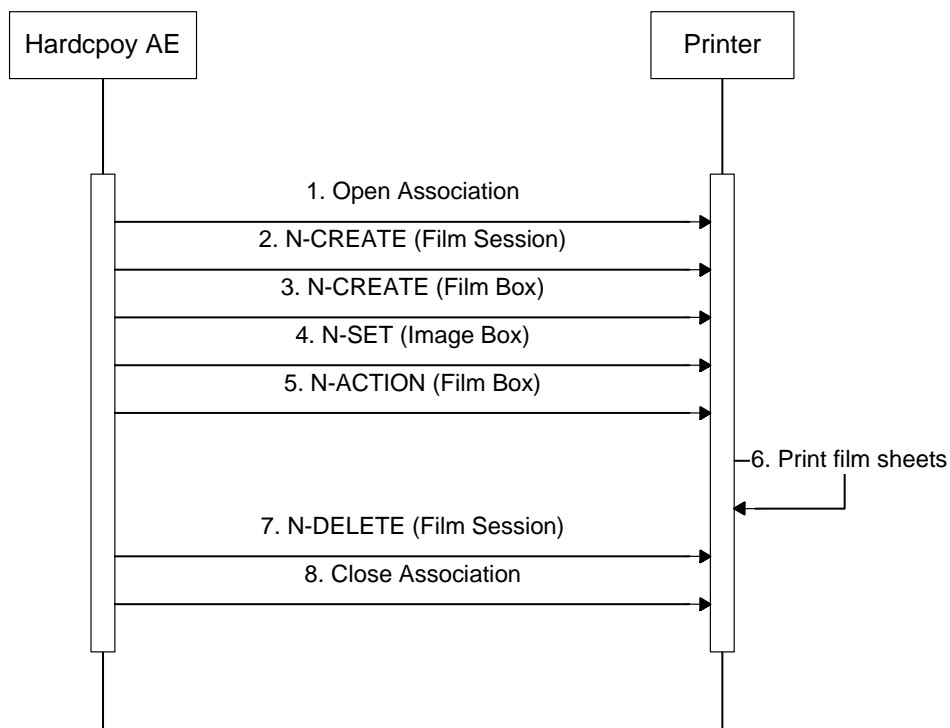 Hardcpoy AE
Printer
1. Open Association
2. N-CREATE (Film Session)
3. N-CREATE (Film Box)
4. N-SET (Image Box)
5. N-ACTION (Film Box)
6. Print film sheets
7. N-DELETE (Film Session)
8. Close Association